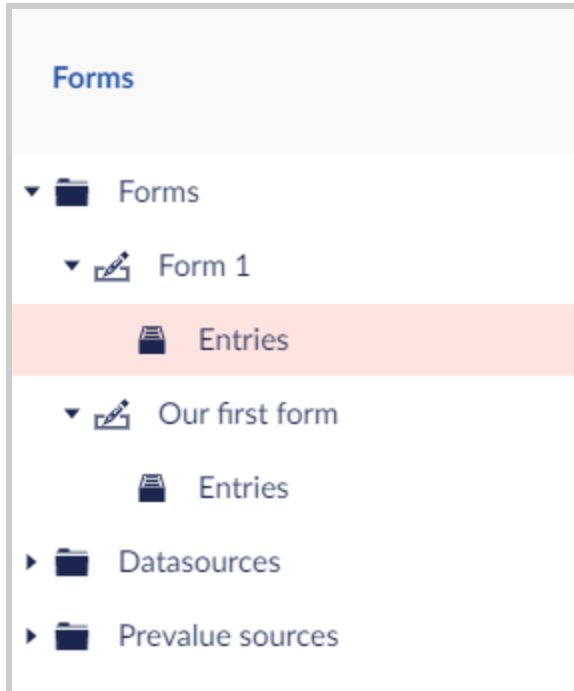 Forms
Forms
Form 1
Entries
Our first form
Entries
Datasources
Prevalue sources